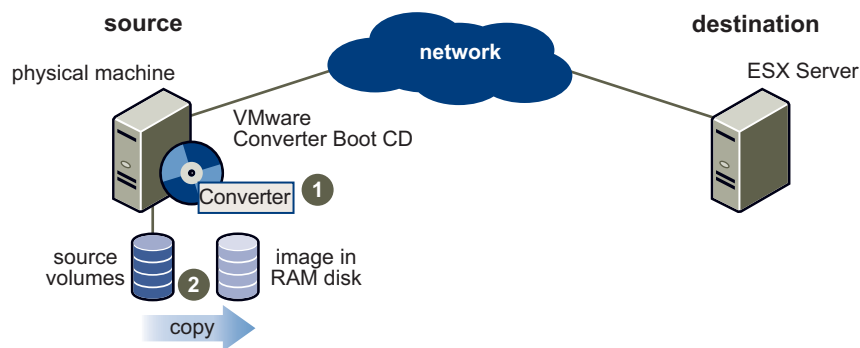 source
destination
network
physical machine
ESX Server
VMware
Converter Boot CD
Converter
1
source
volumes
2
image in
RAM disk
copy